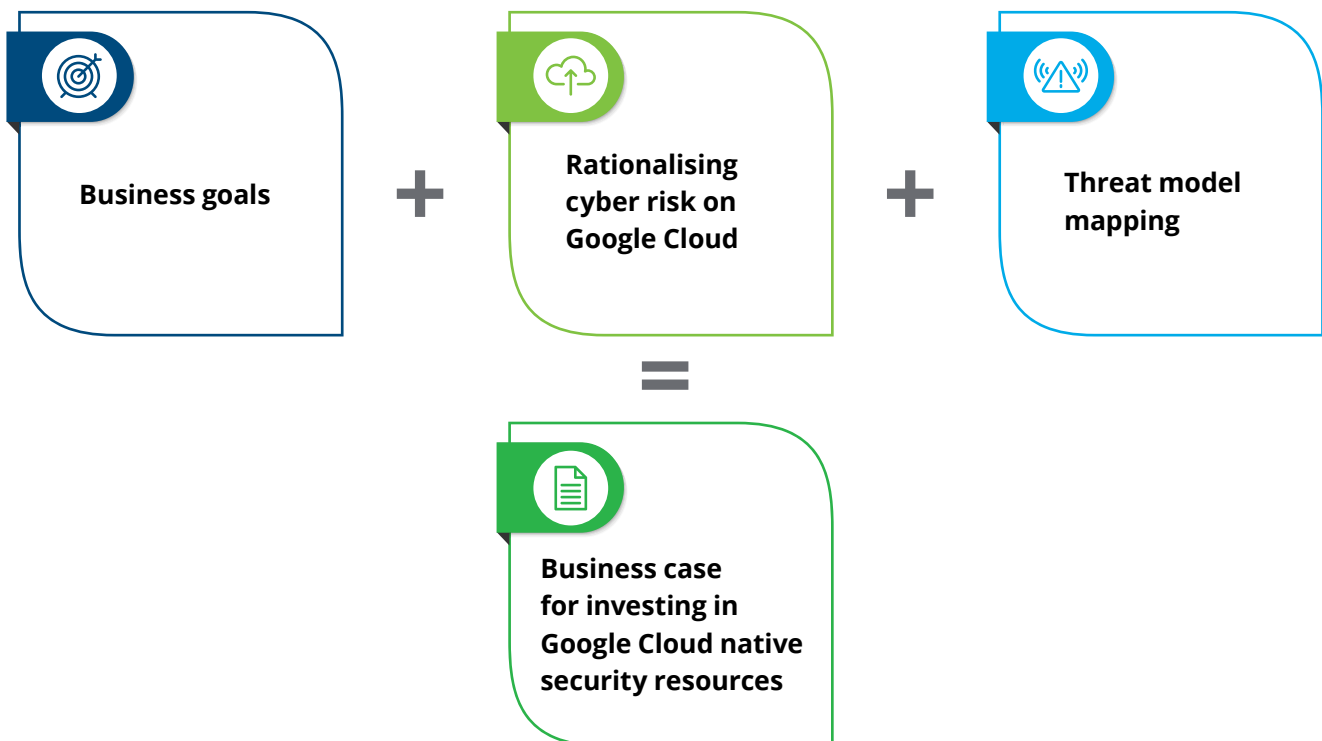 Business goals
+
Rationalising
cyber risk on
Google Cloud
+
Threat model
mapping
=
Business case
for investing in
Google Cloud native
security resources